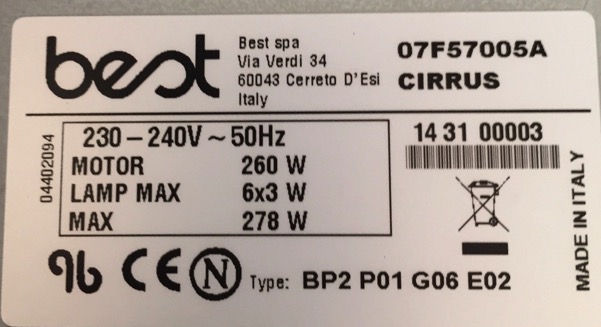 best
Best spa
Via Verdi 34
60043 Cerreto D'Esi
Italy
07F57005A
CIRRUS
04402094
230-240V ~ 50Hz
MOTOR 260 W
LAMP MAX 6x3 W
MAX 278 W
14 31 00003
MADE IN ITALY
CE N Type: BP2 P01 G06 E02